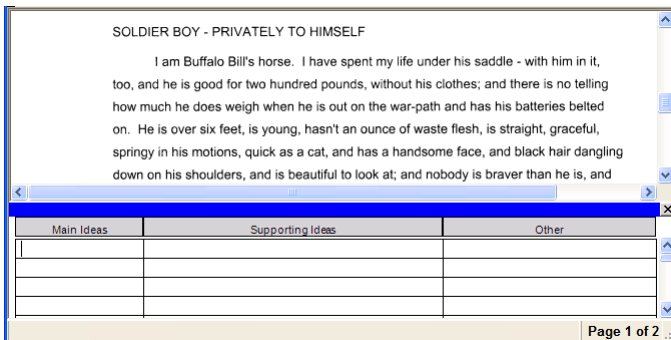 SOLDIER BOY - PRIVATELY TO HIMSELF
I am Buffalo Bill's horse. I have spent my life under his saddle - with him in it,
too, and he is good for two hundred pounds, without his clothes; and there is no telling
how much he does weigh when he is out on the war-path and has his batteries belted
on. He is over six feet, is young, hasn't an ounce of waste flesh, is straight, graceful,
springy in his motions, quick as a cat, and has a handsome face, and black hair dangling
down on his shoulders, and is beautiful to look at; and nobody is braver than he is, and
Main Ideas Supporting Ideas Other
Page 1 of 2